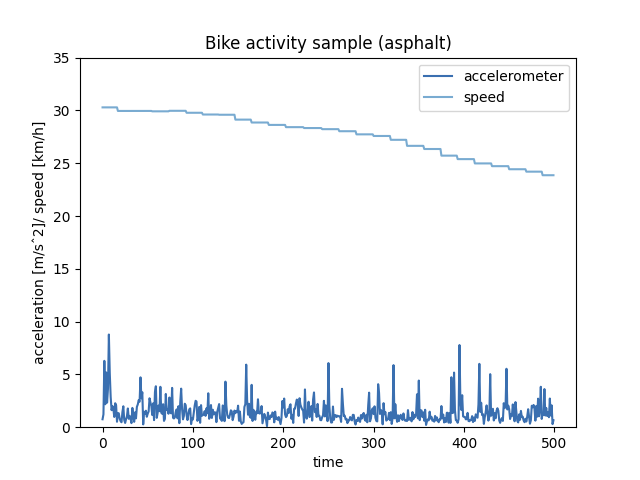 Bike activity sample (asphalt)
accelerometer
speed
acceleration [m/sˆ2]/ speed [km/h]
35
30
25
20
15
10
5
0
0 100 200 300 400 500
time